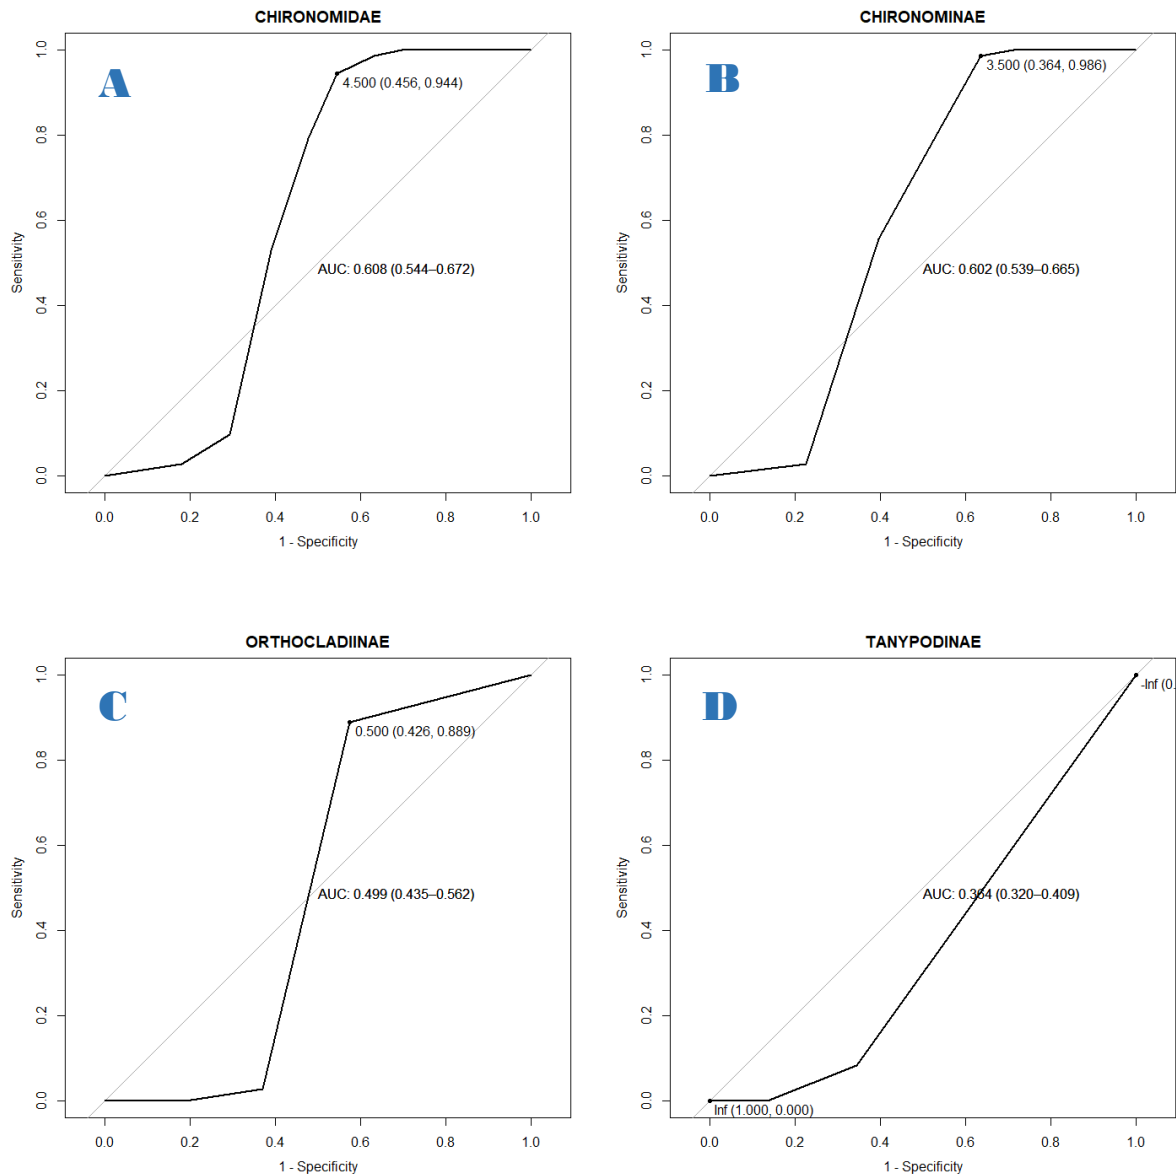 CHIRONOMIDAE
A
1.0
0.8
0.6
0.4
0.2
0.0
Sensitivity
4.500 (0.456, 0.944)
AUC: 0.608 (0.544–0.672)
0.0 0.2 0.4 0.6 0.8 1.0
1 - Specificity
CHIRONOMINAE
B
1.0
0.8
0.6
0.4
0.2
0.0
Sensitivity
3.500 (0.364, 0.986)
AUC: 0.602 (0.539–0.665)
0.0 0.2 0.4 0.6 0.8 1.0
1 - Specificity
ORTHOCLADIINAE
C
1.0
0.8
0.6
0.4
0.2
0.0
Sensitivity
0.500 (0.426, 0.889)
AUC: 0.499 (0.435–0.562)
0.0 0.2 0.4 0.6 0.8 1.0
1 - Specificity
TANYPODINAE
D
1.0
0.8
0.6
0.4
0.2
0.0
Sensitivity
-Inf (0.
AUC: 0.364 (0.320–0.409)
Inf (1.000, 0.000)
0.0 0.2 0.4 0.6 0.8 1.0
1 - Specificity